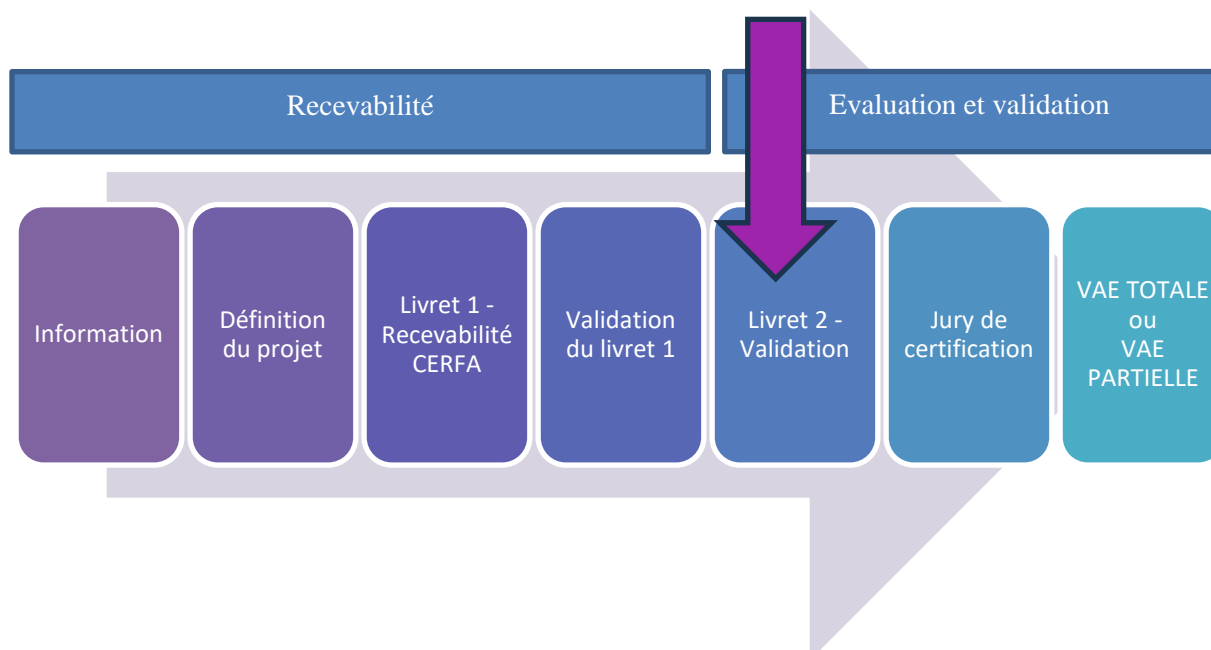 Recevabilité
Evaluation et validation
Information
Définition
du projet
Livret 1 -
Recevabilité
CERFA
Validation
du livret 1
Livret 2 -
Validation
Jury de
certification
VAE TOTALE
ou
VAE
PARTIELLE